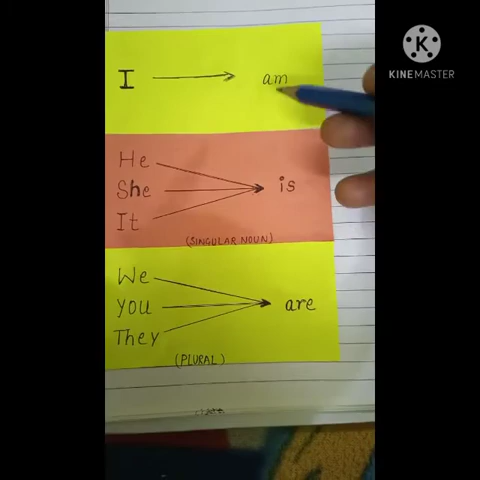 K
KINEMASTER
I am
He
She is
It
(SINGULAR NOUN)
We
YOU are
They
(PLURAL)